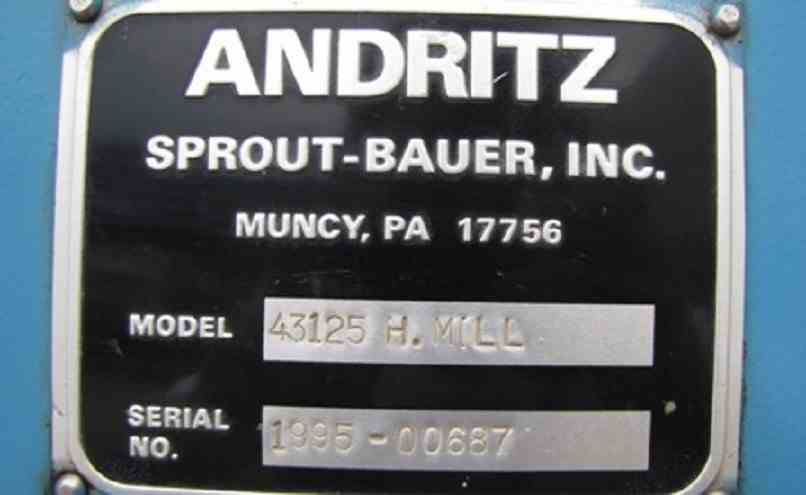 ANDRITZ
SPROUT-BAUER, INC.
MUNCY, PA 17756
MODEL 43125 H.MILL
SERIAL NO. 1995-00687